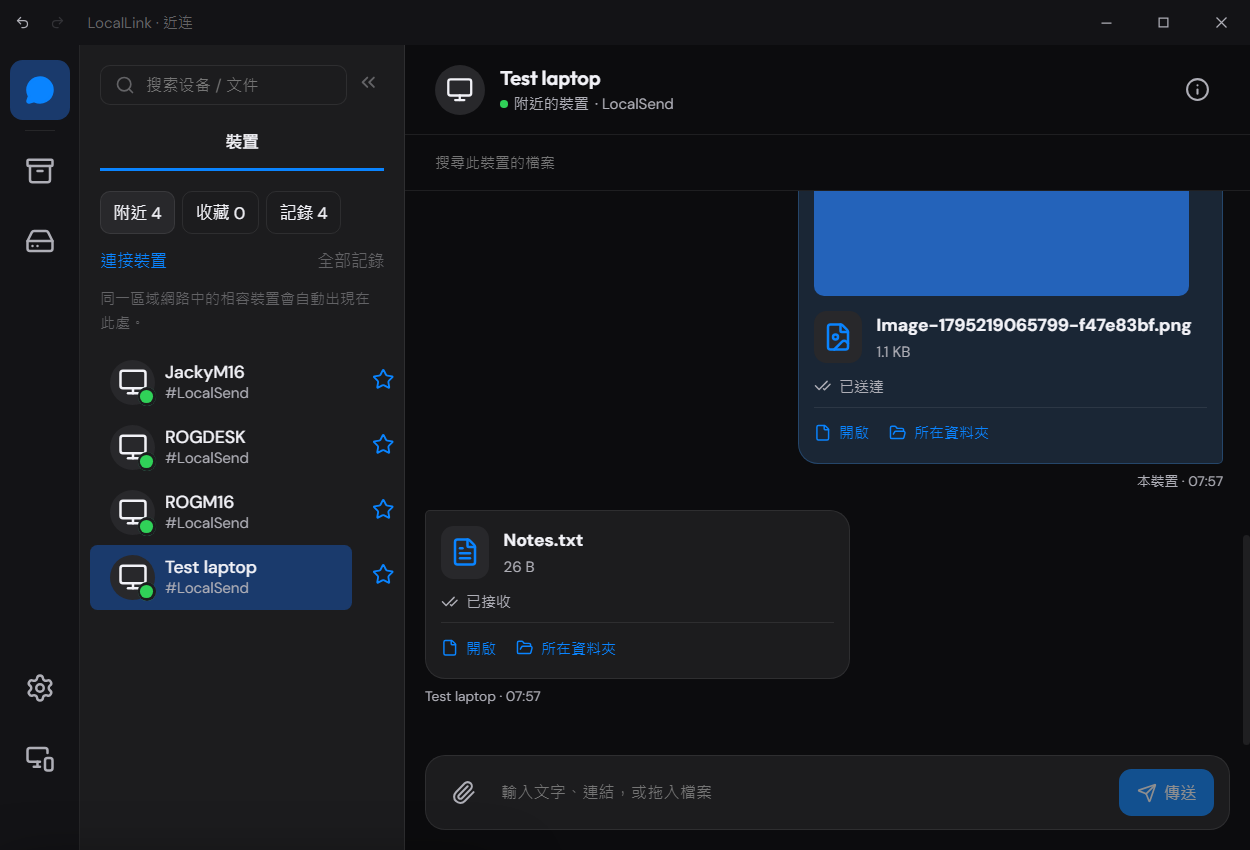 LocalLink · 近连
搜索设备 / 文件
裝置
附近 4
收藏 0
記錄 4
連接裝置
全部記錄
同一區域網路中的相容裝置會自動出現在
此處。
JackyM16
#LocalSend
ROGDESK
#LocalSend
ROGM16
#LocalSend
Test laptop
#LocalSend
Test laptop
附近的裝置 · LocalSend
搜尋此裝置的檔案
Image-1795219065799-f47e83bf.png
1.1 KB
已送達
開啟
所在資料夾
本裝置 · 07:57
Notes.txt
26 B
已接收
開啟
所在資料夾
Test laptop · 07:57
輸入文字、連結，或拖入檔案
傳送